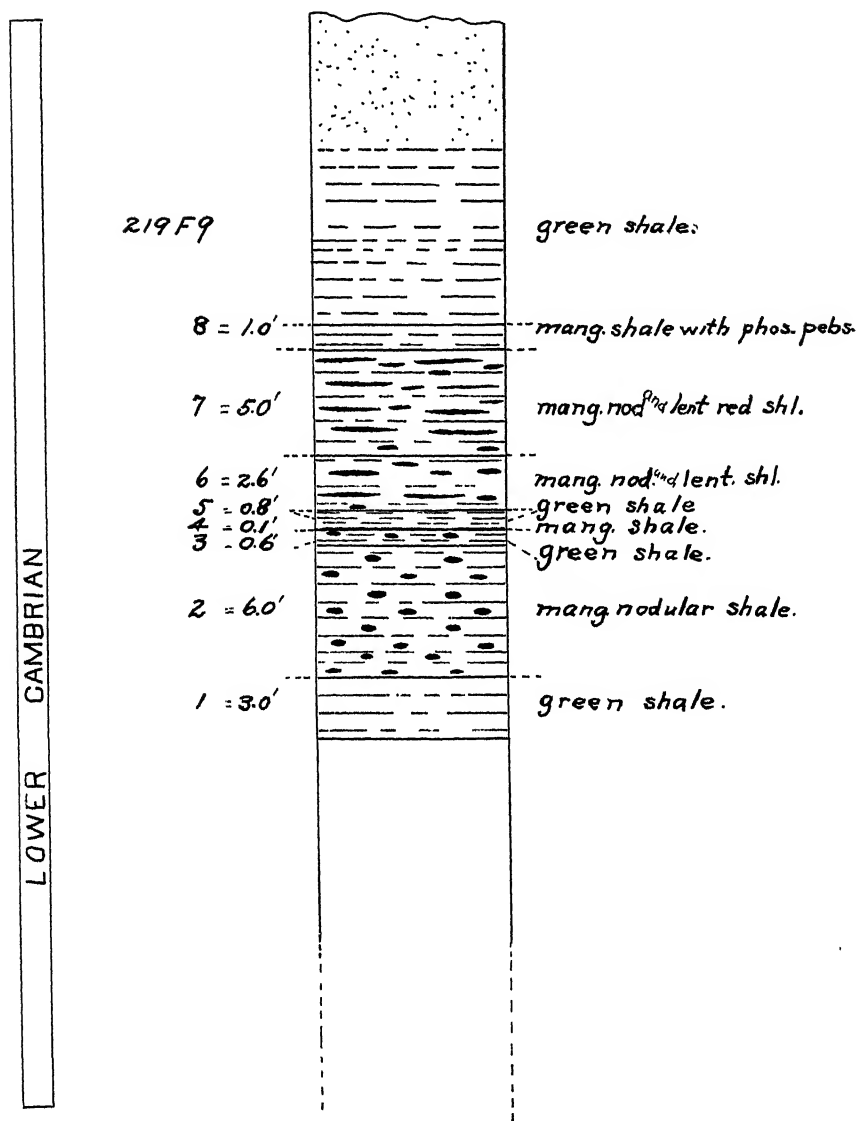 LOWER CAMBRIAN
219F9 green shale.
8 = 1.0' mang. shale with phos. pebs.
7 = 5.0' mang. nod and lent red shl.
6 = 2.6' mang. nod. and lent. shl.
5 = 0.8' green shale
4 = 0.1' mang. shale.
3 - 0.6' green shale.
2 = 6.0' mang. nodular shale.
1 = 3.0' green shale.